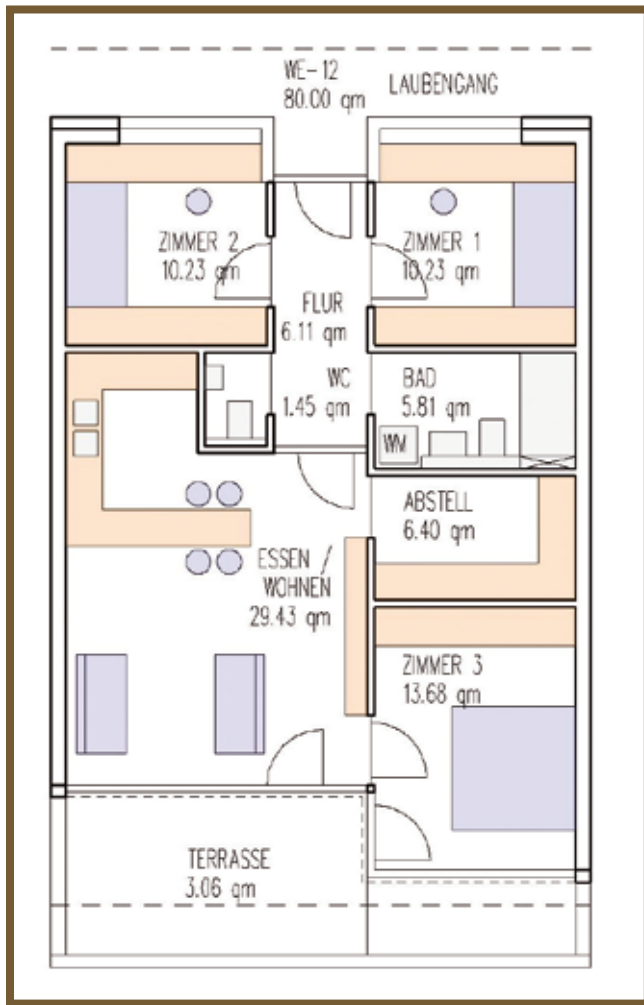 WE-12
80.00 qm
LAUBENGANG
ZIMMER 2
10.23 qm
ZIMMER 1
10.23 qm
FLUR
6.11 qm
WC
1.45 qm
BAD
5.81 qm
WM
ABSTELL
6.40 qm
ESSEN /
WOHNEN
29.43 qm
ZIMMER 3
13.68 qm
TERRASSE
3.06 qm